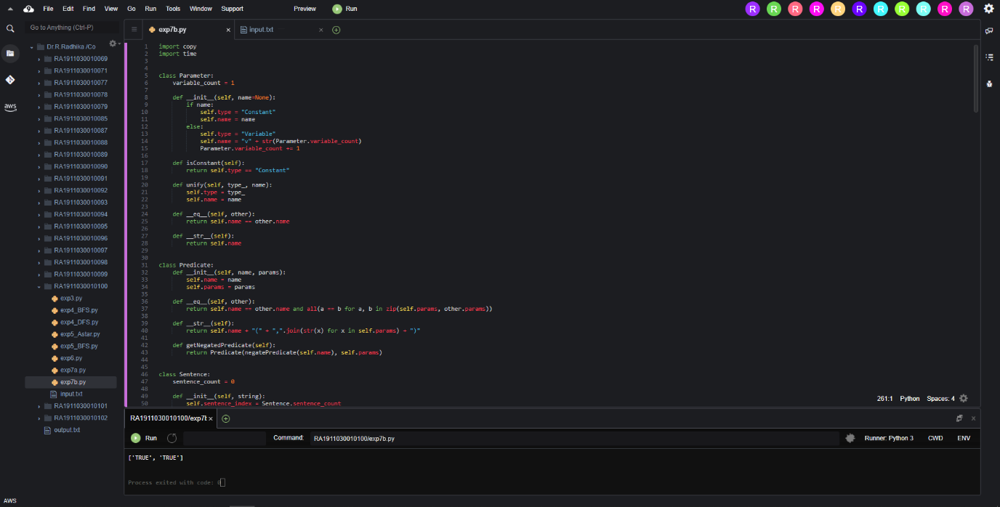 9 File Edit Find View Go Run Tools Window Support Preview Run R R R R R R R R R R R
Go to Anything (Ctrl-P)
exp7b.py × input.txt ×
Dr.R.Radhika /Co
RA1911030010069
RA1911030010071
RA1911030010077
RA1911030010078
RA1911030010079
RA1911030010085
RA1911030010087
RA1911030010088
RA1911030010089
RA1911030010090
RA1911030010091
RA1911030010092
RA1911030010093
RA1911030010094
RA1911030010095
RA1911030010096
RA1911030010097
RA1911030010098
RA1911030010099
RA1911030010100
exp3.py
exp4_BFS.py
exp4_DFS.py
exp5_Astar.py
exp5_BFS.py
exp6.py
exp7a.py
exp7b.py
input.txt
RA1911030010101
RA1911030010102
output.txt
aws
AWS
1 import copy
2 import time
3
4
5 class Parameter:
6     variable_count = 1
7
8     def __init__(self, name=None):
9         if name:
10             self.type = "Constant"
11             self.name = name
12         else:
13             self.type = "Variable"
14             self.name = "v" + str(Parameter.variable_count)
15             Parameter.variable_count += 1
16
17     def isConstant(self):
18         return self.type == "Constant"
19
20     def unify(self, type_, name):
21         self.type = type_
22         self.name = name
23
24     def __eq__(self, other):
25         return self.name == other.name
26
27     def __str__(self):
28         return self.name
29
30
31 class Predicate:
32     def __init__(self, name, params):
33         self.name = name
34         self.params = params
35
36     def __eq__(self, other):
37         return self.name == other.name and all(a == b for a, b in zip(self.params, other.params))
38
39     def __str__(self):
40         return self.name + "(" + ",".join(str(x) for x in self.params) + ")"
41
42     def getNegatedPredicate(self):
43         return Predicate(negatePredicate(self.name), self.params)
44
45
46 class Sentence:
47     sentence_count = 0
48
49     def __init__(self, string):
50         self.sentence_index = Sentence.sentence_count
261:1 Python Spaces: 4
RA1911030010100/exp7b ×
Run Command: RA1911030010100/exp7b.py Runner: Python 3 CWD ENV
['TRUE', 'TRUE']
Process exited with code: 0